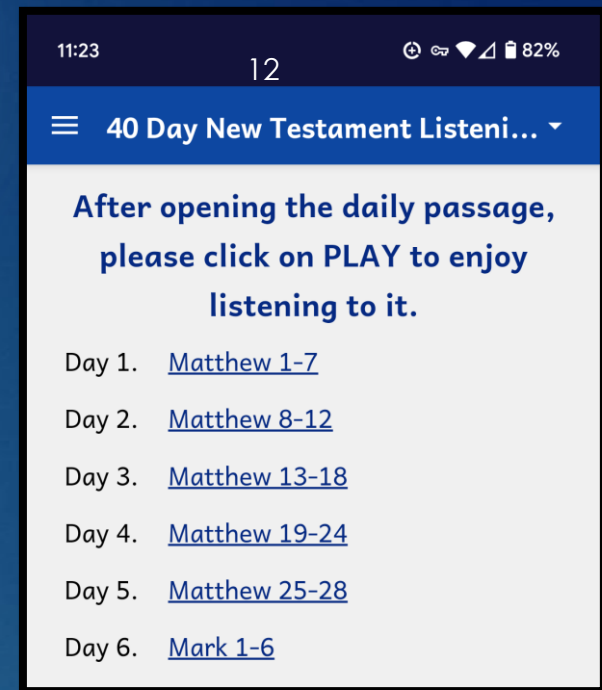 11:23 82%
12
40 Day New Testament Listeni...
After opening the daily passage,
please click on PLAY to enjoy
listening to it.
Day 1. Matthew 1-7
Day 2. Matthew 8-12
Day 3. Matthew 13-18
Day 4. Matthew 19-24
Day 5. Matthew 25-28
Day 6. Mark 1-6